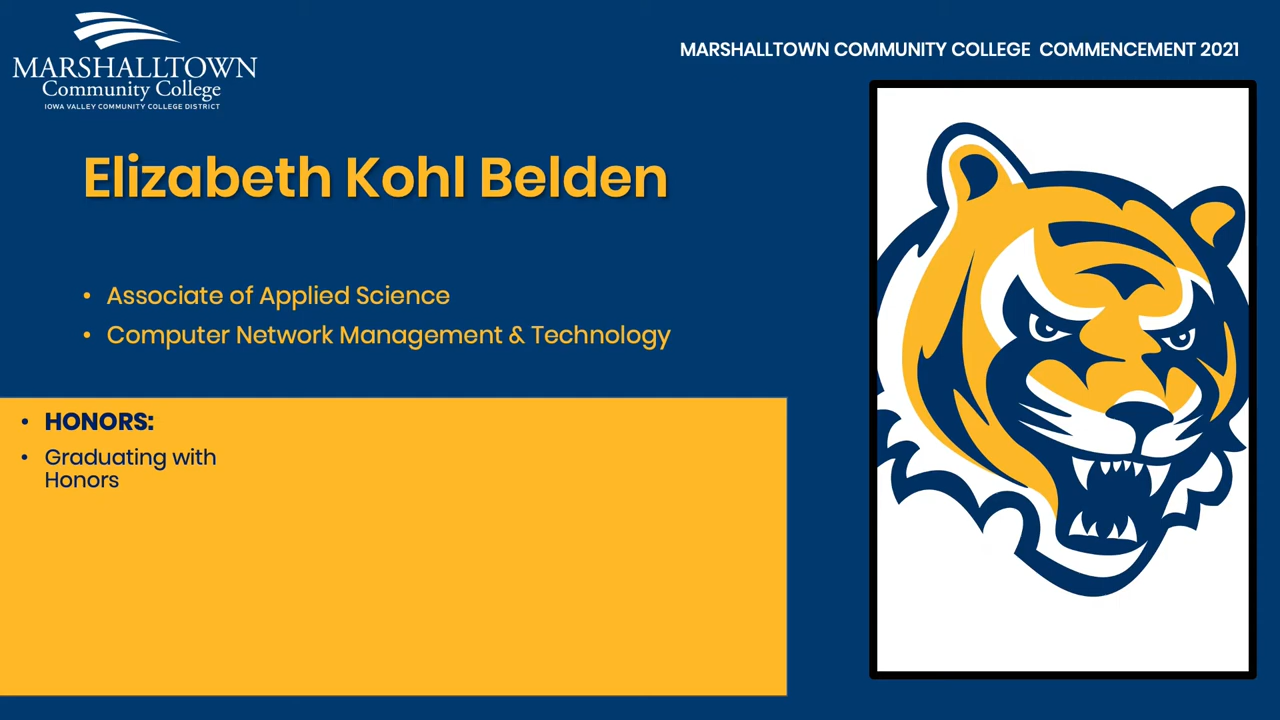 MARSHALLTOWN
Community College
IOWA VALLEY COMMUNITY COLLEGE DISTRICT
MARSHALLTOWN COMMUNITY COLLEGE COMMENCEMENT 2021
Elizabeth Kohl Belden
• Associate of Applied Science
• Computer Network Management & Technology
• HONORS:
• Graduating with
Honors